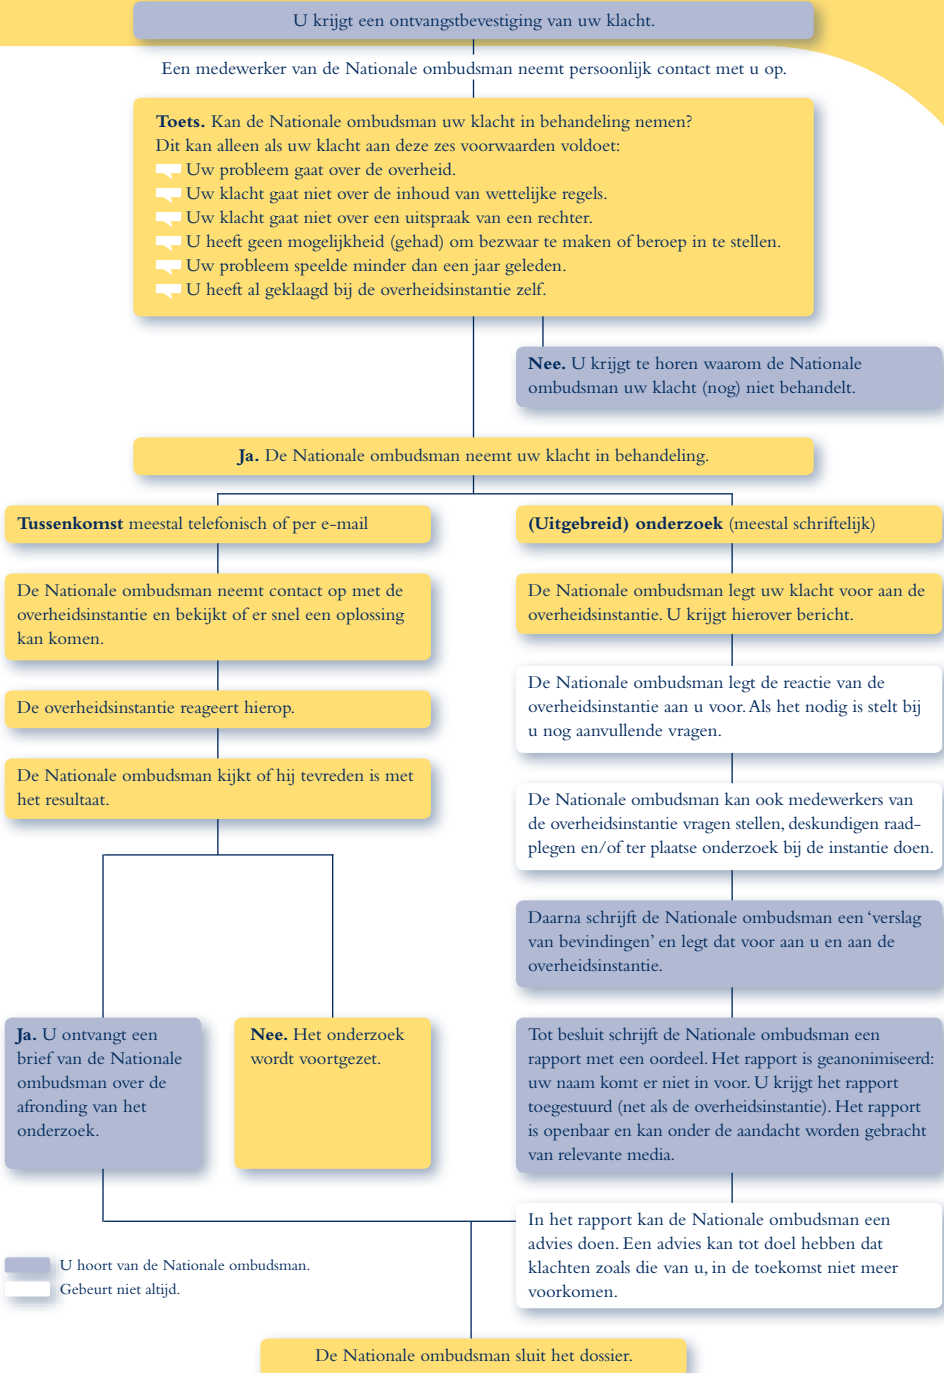 U krijgt een ontvangstbevestiging van uw klacht.
Een medewerker van de Nationale ombudsman neemt persoonlijk contact met u op.
Toets. Kan de Nationale ombudsman uw klacht in behandeling nemen?
Dit kan alleen als uw klacht aan deze zes voorwaarden voldoet:
Uw probleem gaat over de overheid.
Uw klacht gaat niet over de inhoud van wettelijke regels.
Uw klacht gaat niet over een uitspraak van een rechter.
U heeft geen mogelijkheid (gehad) om bezwaar te maken of beroep in te stellen.
Uw probleem speelde minder dan een jaar geleden.
U heeft al geklaagd bij de overheidsinstantie zelf.
Nee. U krijgt te horen waarom de Nationale
ombudsman uw klacht (nog) niet behandelt.
Ja. De Nationale ombudsman neemt uw klacht in behandeling.
Tussenkomst meestal telefonisch of per e-mail
De Nationale ombudsman neemt contact op met de
overheidsinstantie en bekijkt of er snel een oplossing
kan komen.
De overheidsinstantie reageert hierop.
De Nationale ombudsman kijkt of hij tevreden is met
het resultaat.
Ja. U ontvangt een
brief van de Nationale
ombudsman over de
afronding van het
onderzoek.
Nee. Het onderzoek
wordt voortgezet.
(Uitgebreid) onderzoek (meestal schriftelijk)
De Nationale ombudsman legt uw klacht voor aan de
overheidsinstantie. U krijgt hierover bericht.
De Nationale ombudsman legt de reactie van de
overheidsinstantie aan u voor. Als het nodig is stelt bij
u nog aanvullende vragen.
De Nationale ombudsman kan ook medewerkers van
de overheidsinstantie vragen stellen, deskundigen raad-
plegen en/of ter plaatse onderzoek bij de instantie doen.
Daarna schrijft de Nationale ombudsman een ‘verslag
van bevindingen’ en legt dat voor aan u en aan de
overheidsinstantie.
Tot besluit schrijft de Nationale ombudsman een
rapport met een oordeel. Het rapport is geanonimiseerd:
uw naam komt er niet in voor. U krijgt het rapport
toegestuurd (net als de overheidsinstantie). Het rapport
is openbaar en kan onder de aandacht worden gebracht
van relevante media.
In het rapport kan de Nationale ombudsman een
advies doen. Een advies kan tot doel hebben dat
klachten zoals die van u, in de toekomst niet meer
voorkomen.
U hoort van de Nationale ombudsman.
Gebeurt niet altijd.
De Nationale ombudsman sluit het dossier.